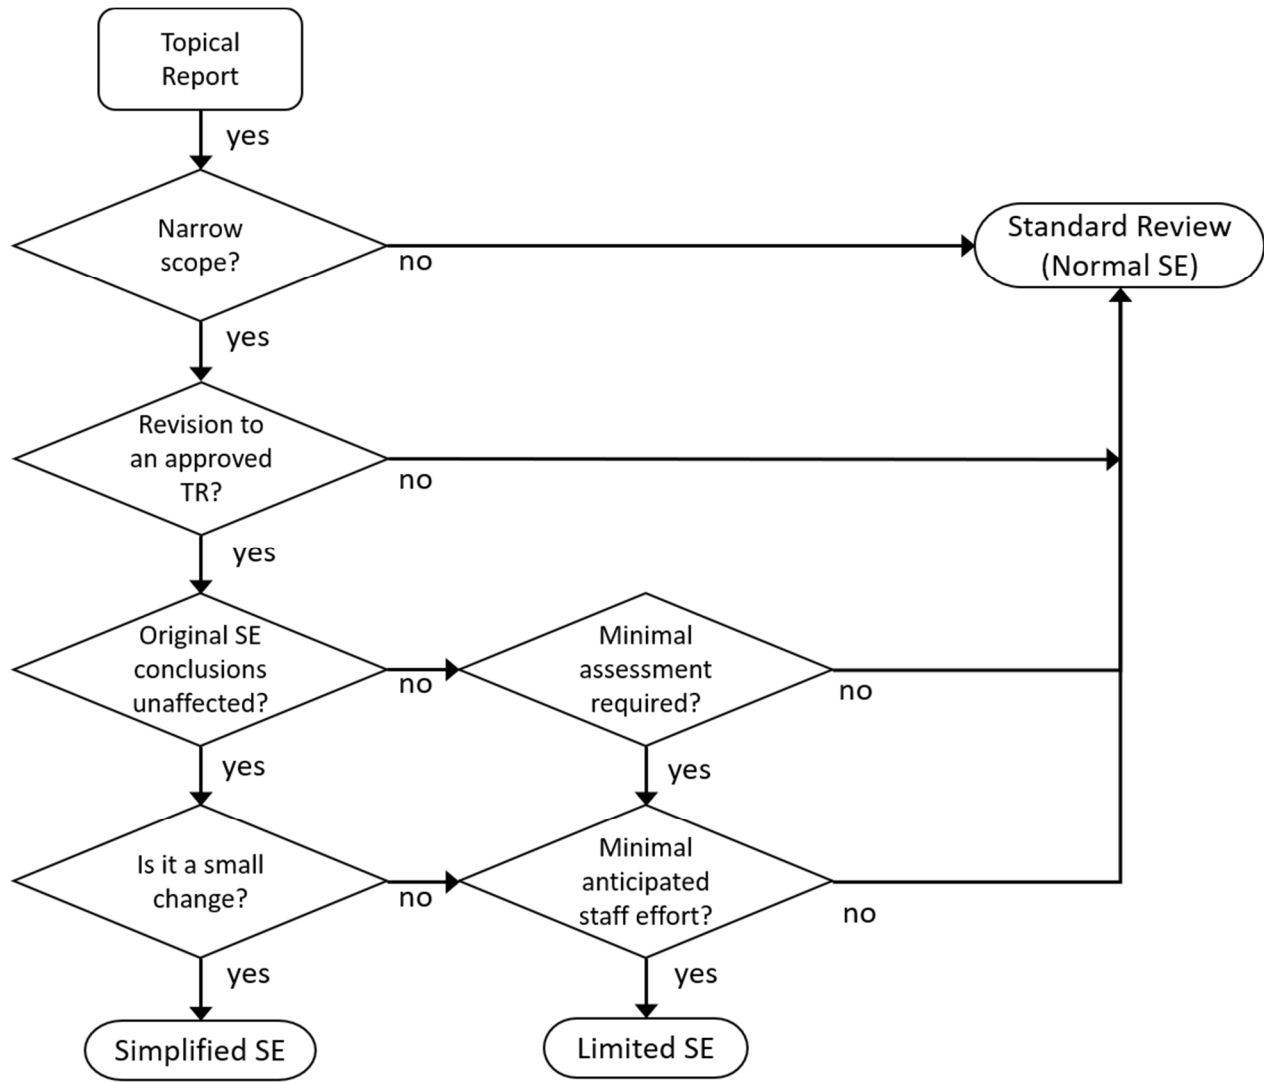 Topical
Report
yes
Narrow
scope?
no
Standard Review
(Normal SE)
yes
Revision to
an approved
TR?
no
yes
Original SE
conclusions
unaffected?
no
Minimal
assessment
required?
no
yes
yes
Is it a small
change?
no
Minimal
anticipated
staff effort?
no
yes
yes
Simplified SE
Limited SE